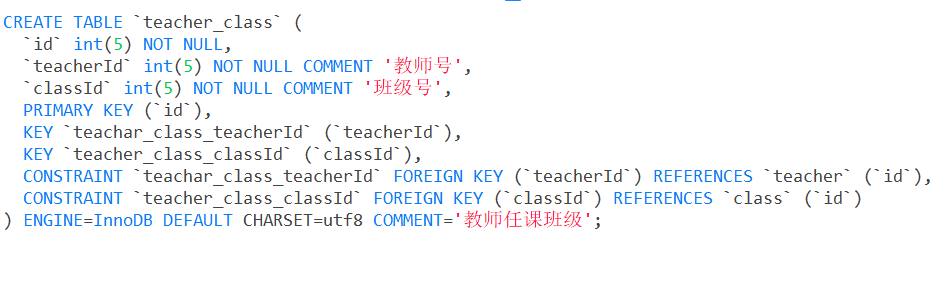 CREATE TABLE `teacher_class` (
  `id` int(5) NOT NULL,
  `teacherId` int(5) NOT NULL COMMENT '教师号',
  `classId` int(5) NOT NULL COMMENT '班级号',
  PRIMARY KEY (`id`),
  KEY `teachar_class_teacherId` (`teacherId`),
  KEY `teacher_class_classId` (`classId`),
  CONSTRAINT `teachar_class_teacherId` FOREIGN KEY (`teacherId`) REFERENCES `teacher` (`id`),
  CONSTRAINT `teacher_class_classId` FOREIGN KEY (`classId`) REFERENCES `class` (`id`)
) ENGINE=InnoDB DEFAULT CHARSET=utf8 COMMENT='教师任课班级';